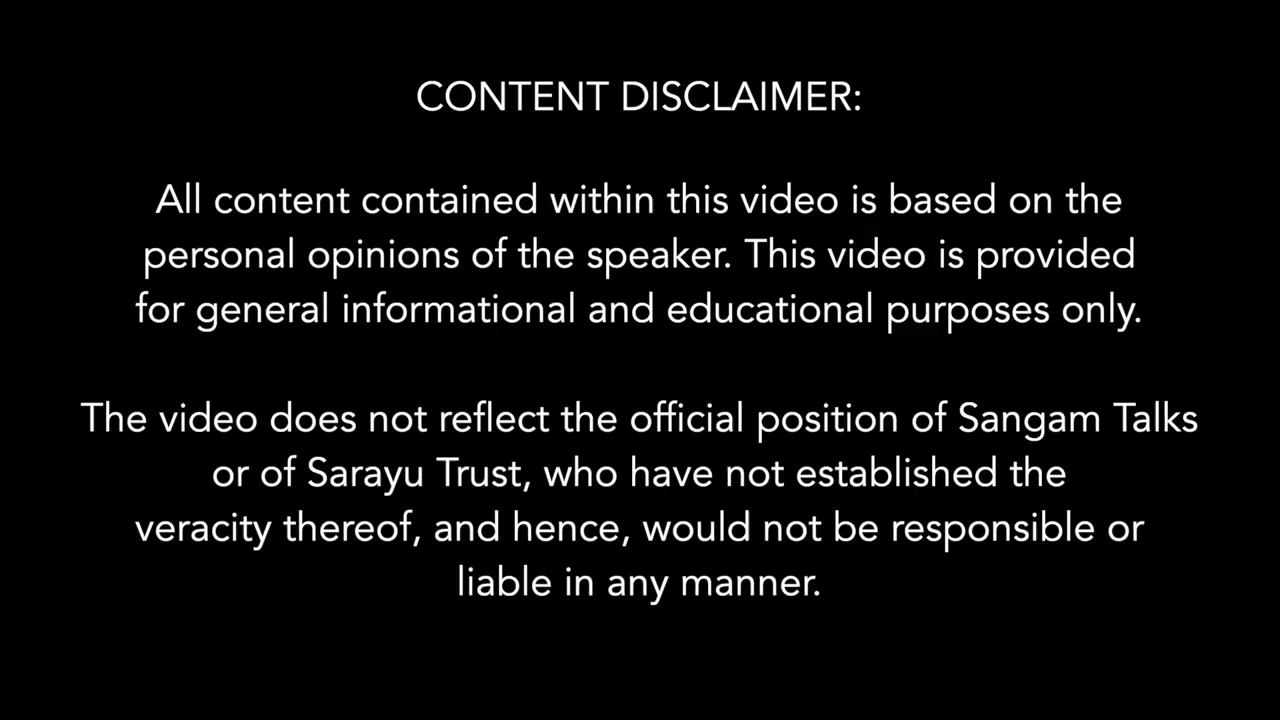 CONTENT DISCLAIMER:
All content contained within this video is based on the
personal opinions of the speaker. This video is provided
for general informational and educational purposes only.
The video does not reflect the official position of Sangam Talks
or of Sarayu Trust, who have not established the
veracity thereof, and hence, would not be responsible or
liable in any manner.